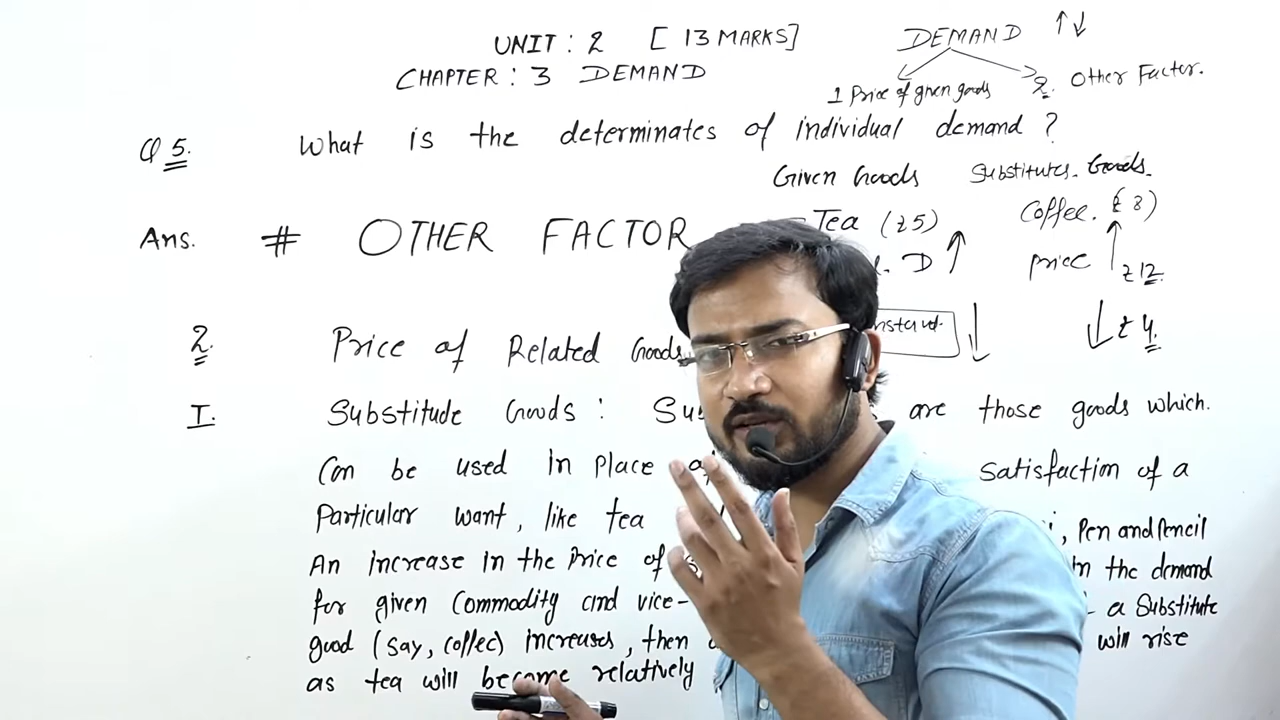 UNIT : 2 [ 13 MARKS]
CHAPTER : 3 DEMAND
DEMAND ↑↓
1 Price of given goods
2. Other Factor.
Q 5. What is the determinates of individual demand ?
Given Goods Substitutes Goods
Tea (₹5) Coffee. (₹ 8)
D ↑ Price ↑ ₹12
↓ ↓ ₹ 4.
Ans. # OTHER FACTOR
2. Price of Related Goods
I. Substitude Goods : are those goods which.
Can be used in Place satisfaction of a
Particular want, like tea , Pen and Pencil
An increase in the Price of in the demand
for given Commodity and vice- a Substitute
good (say, coffee) increases, then will rise
as tea will become relatively